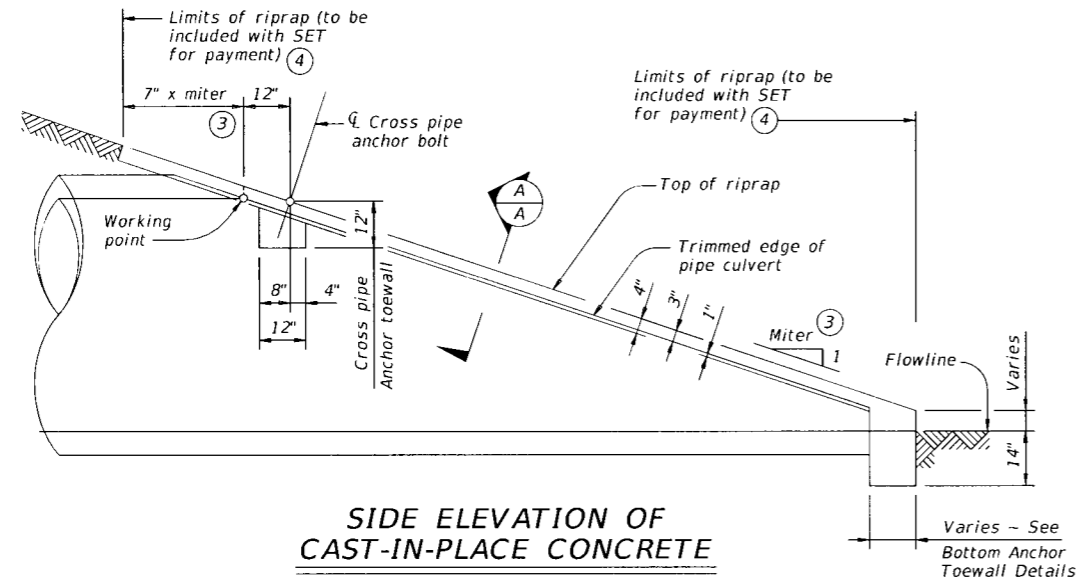 Limits of riprap (to be
included with SET
for payment) 4
7" x miter
12"
3
℄ Cross pipe
anchor bolt
Limits of riprap (to be
included with SET
for payment) 4
A
A
Top of riprap
Working
point
12"
Trimmed edge of
pipe culvert
8"
4"
12"
Cross pipe
Anchor toewall
4"
3"
1"
Miter 3
1
Flowline
Varies
14"
SIDE ELEVATION OF
CAST-IN-PLACE CONCRETE
Varies ~ See
Bottom Anchor
Toewall Details